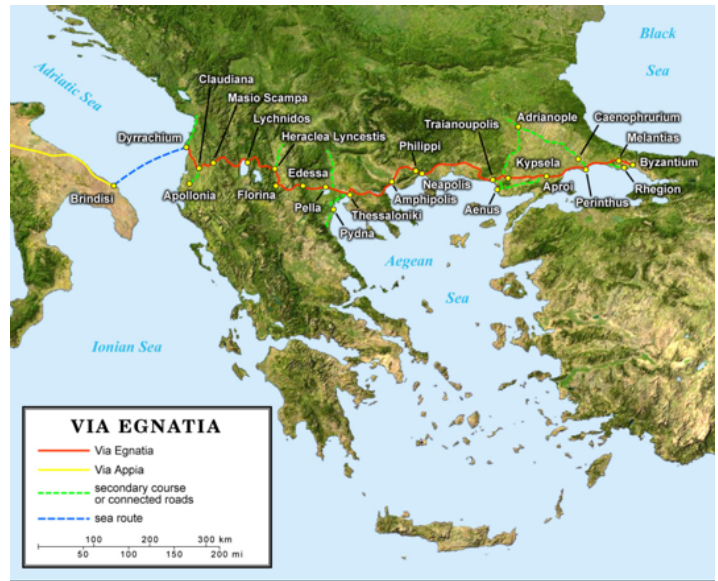 Black
Sea
Adriatic Sea
Claudiana
Masio Scampa
Lychnidos
Heraclea Lyncestis
Dyrrachium
Adrianople
Caenophrurium
Traianoupolis
Melantias
Philippi
Kypsela
Byzantium
Edessa
Brindisi
Apollonia
Florina
Neapolis
Amphipolis
Aproi
Rhegion
Perinthus
Aenus
Pella
Thessaloniki
Pydna
Aegean
Sea
Ionian Sea
VIA EGNATIA
Via Egnatia
Via Appia
secondary course
or connected roads
sea route
100 200 300 km
50 100 150 200 mi